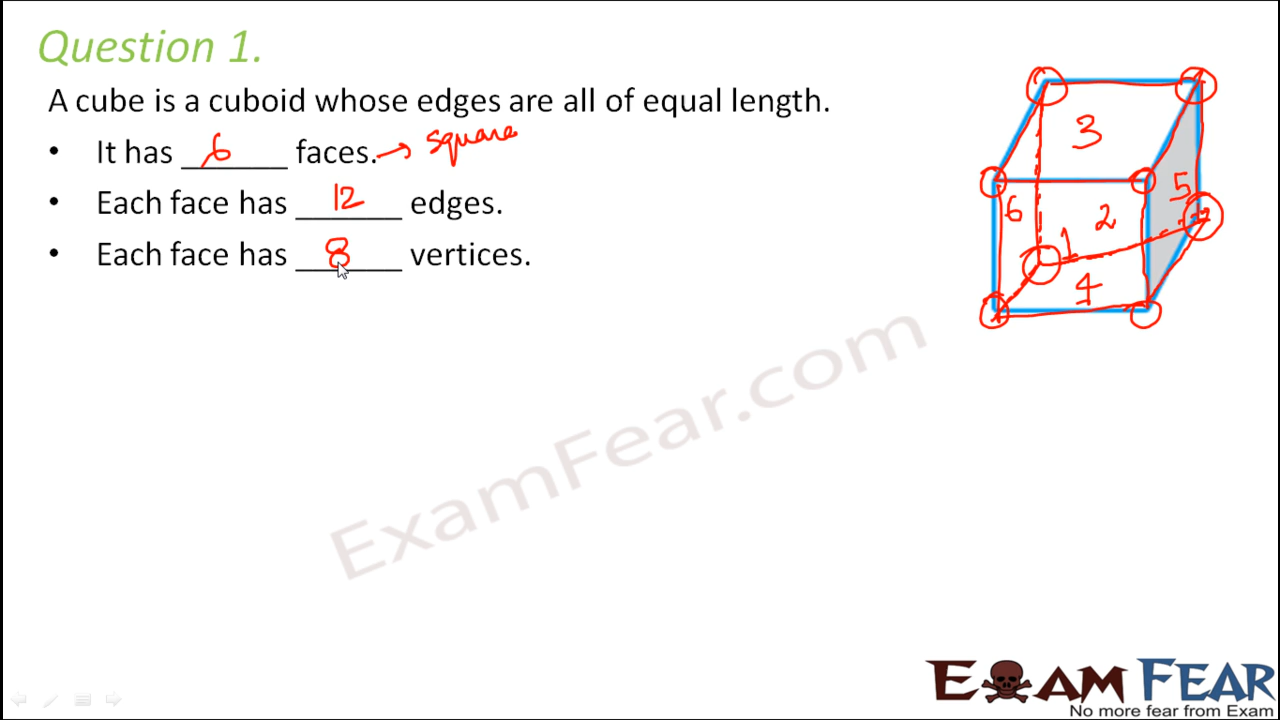 Question 1.
A cube is a cuboid whose edges are all of equal length.
• It has 6 faces. → square
• Each face has 12 edges.
• Each face has 8 vertices.
3
5
6
2
1
4
ExamFear.com
EXAM FEAR
No more fear from Exam